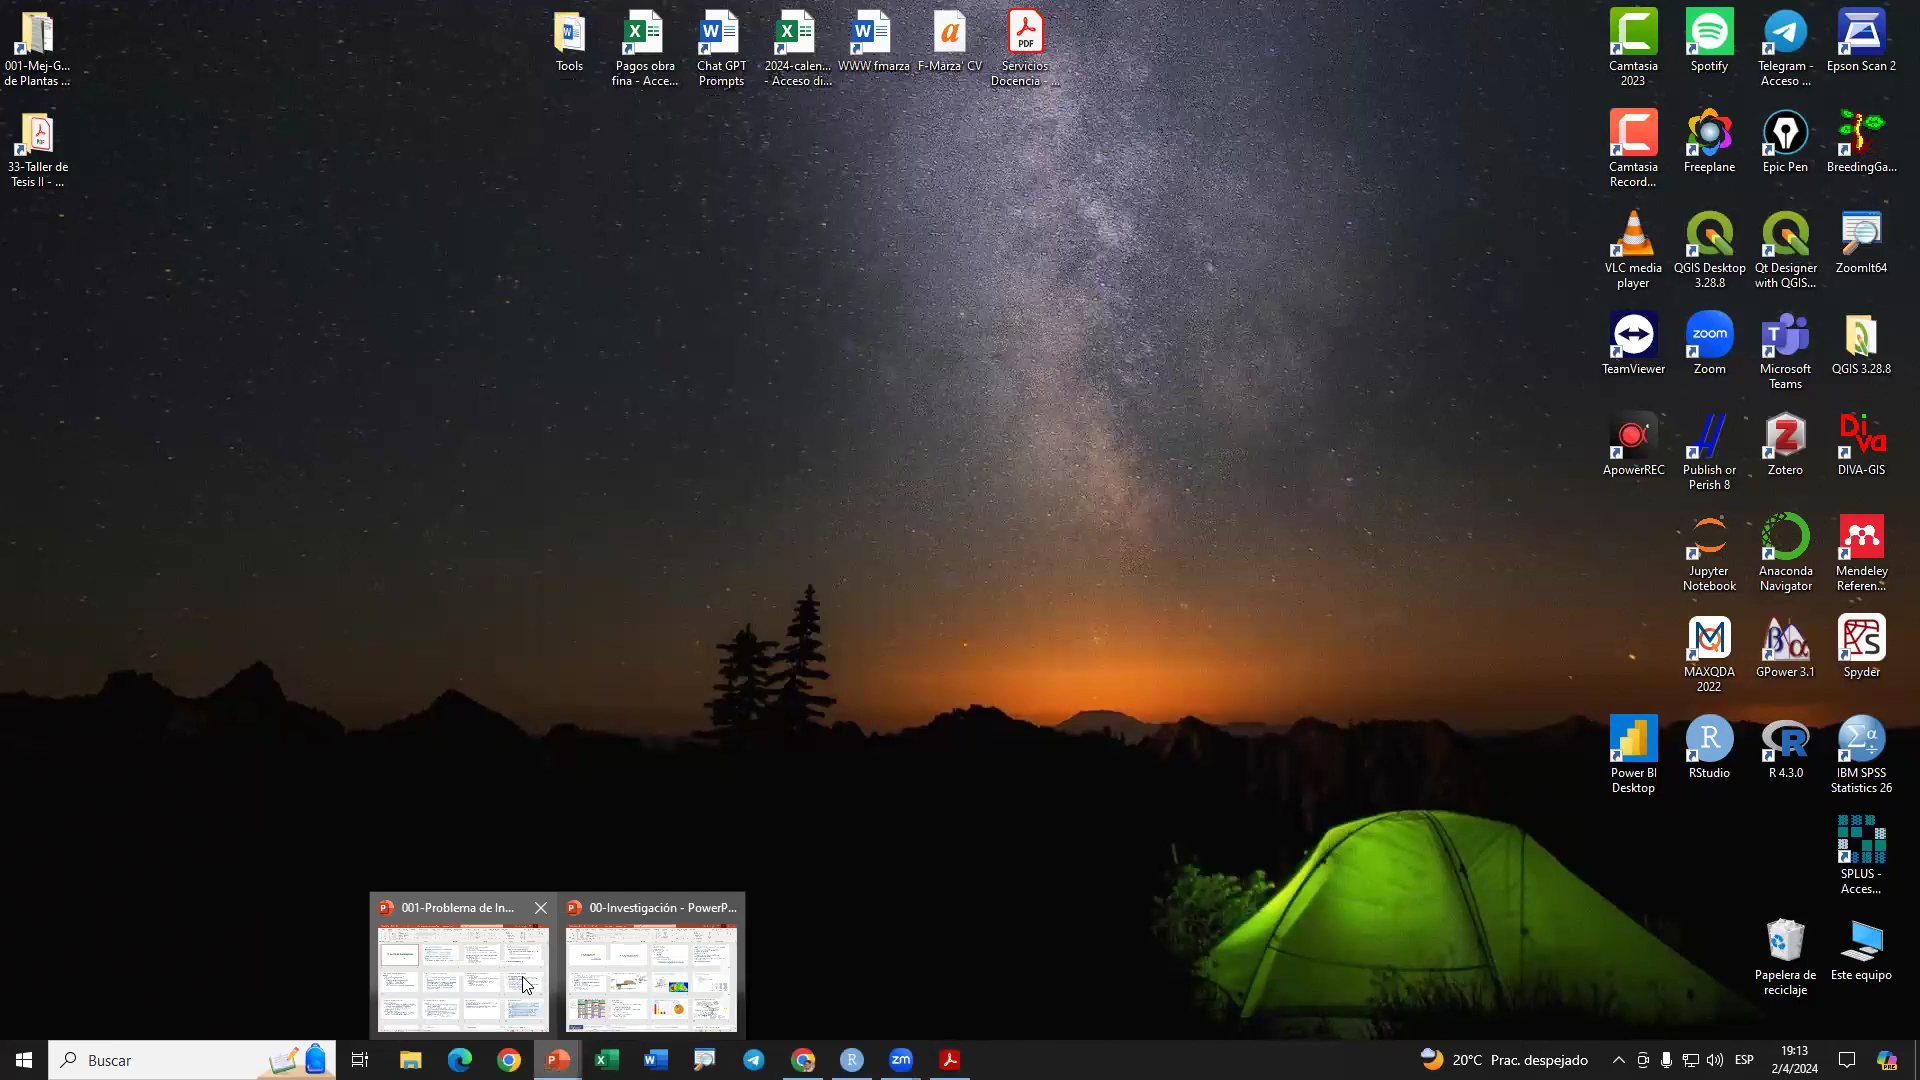 001-Mej-G...
de Plantas ...
33-Taller de
Tesis II - ...
Tools
Pagos obra
fina - Acce...
Chat GPT
Prompts
2024-calen...
- Acceso di...
WWW fmarza
F-Marza' CV
PDF
Servicios
Docencia - ...
Camtasia
2023
Spotify
Telegram -
Acceso ...
Epson Scan 2
Camtasia
Record...
Freeplane
Epic Pen
BreedingGa...
VLC media
player
QGIS Desktop
3.28.8
Qt Designer
with QGIS...
ZoomIt64
TeamViewer
zoom
Zoom
Microsoft
Teams
QGIS 3.28.8
ApowerREC
Publish or
Perish 8
Zotero
Diva
DIVA-GIS
Jupyter
Notebook
Anaconda
Navigator
Mendeley
Referen...
MAXQDA
2022
GPower 3.1
Spyder
Power BI
Desktop
RStudio
R 4.3.0
IBM SPSS
Statistics 26
SPLUS -
Acces...
Papelera de
reciclaje
Este equipo
001-Problema de In...
00-Investigación - PowerP...
Buscar
zm
20°C Prac. despejado
ESP
19:13
2/4/2024